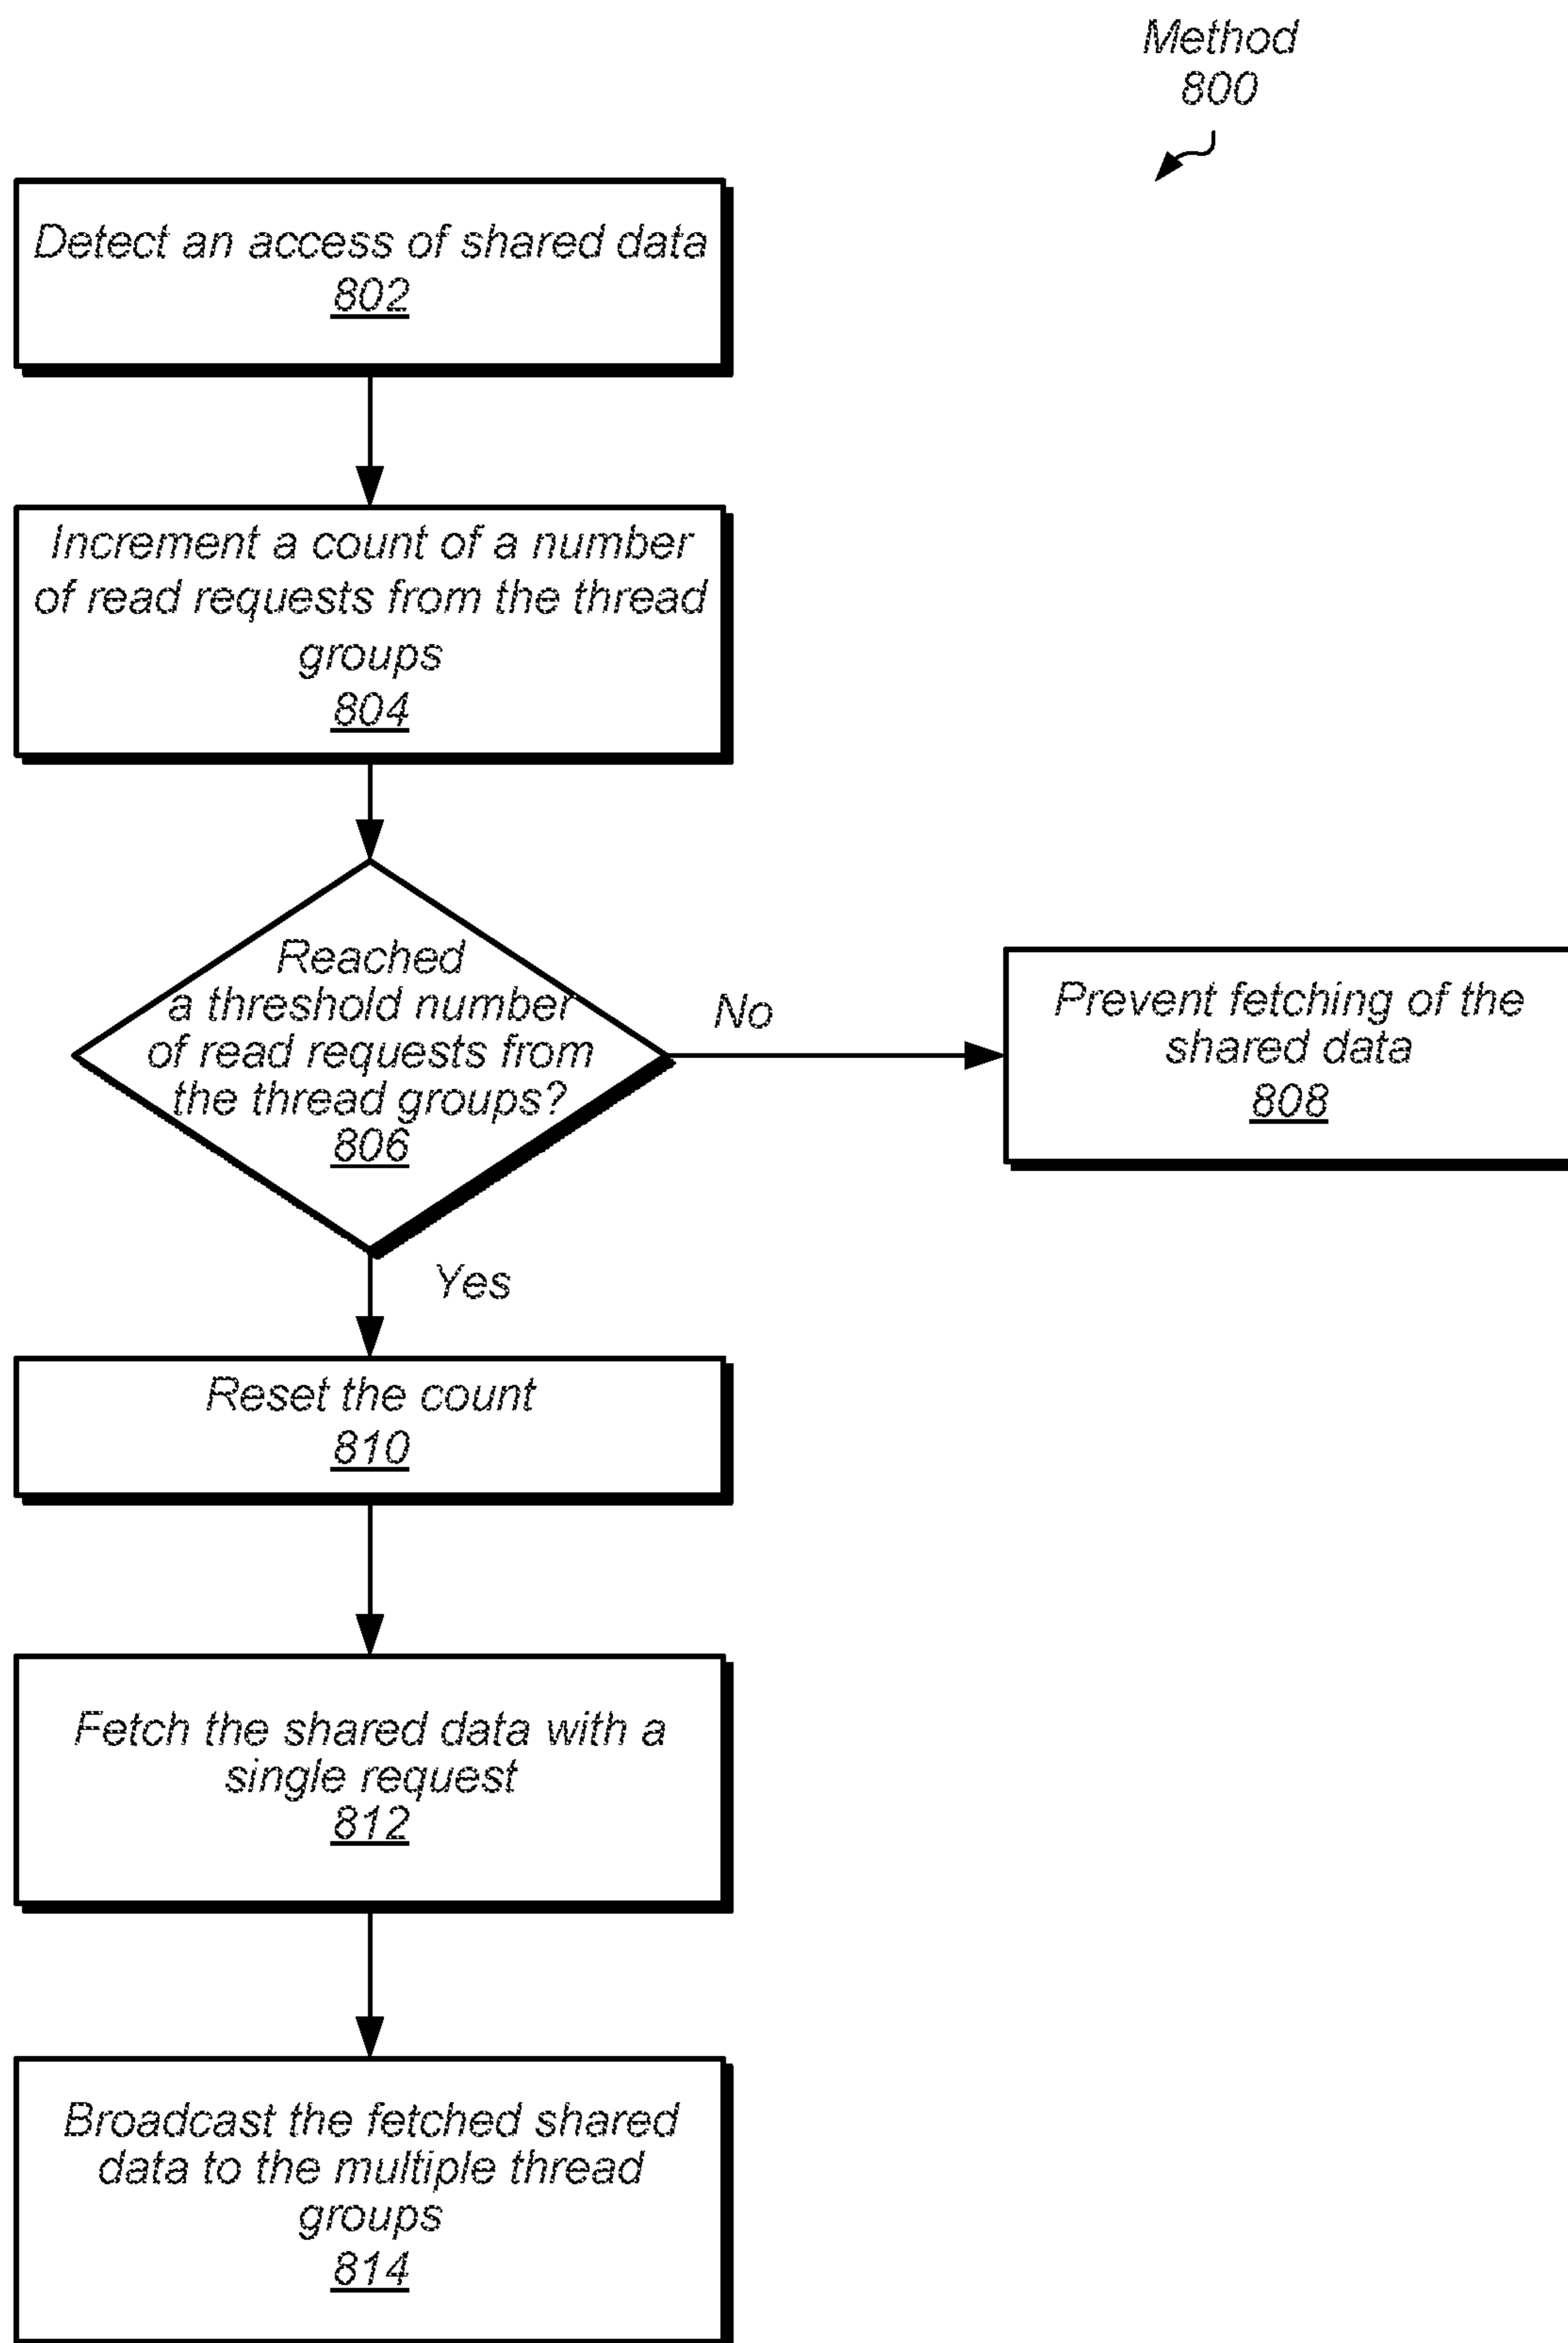 Method
800
Detect an access of shared data
802
Increment a count of a number
of read requests from the thread
groups
804
Reached
a threshold number
of read requests from
the thread groups?
806
No
Prevent fetching of the
shared data
808
Yes
Reset the count
810
Fetch the shared data with a
single request
812
Broadcast the fetched shared
data to the multiple thread
groups
814